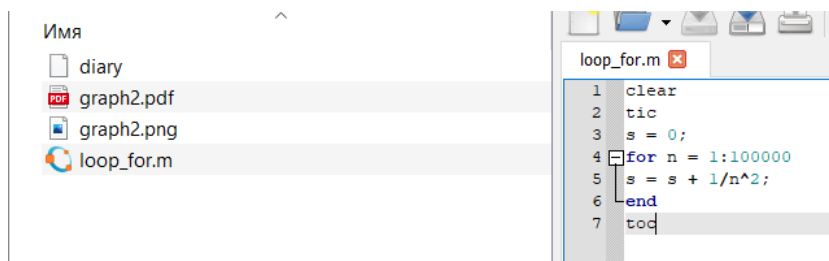 Имя
diary
PDF
graph2.pdf
graph2.png
loop_for.m
loop_for.m
1 clear
2 tic
3 s = 0;
4 for n = 1:100000
5 s = s + 1/n^2;
6 end
7 toc